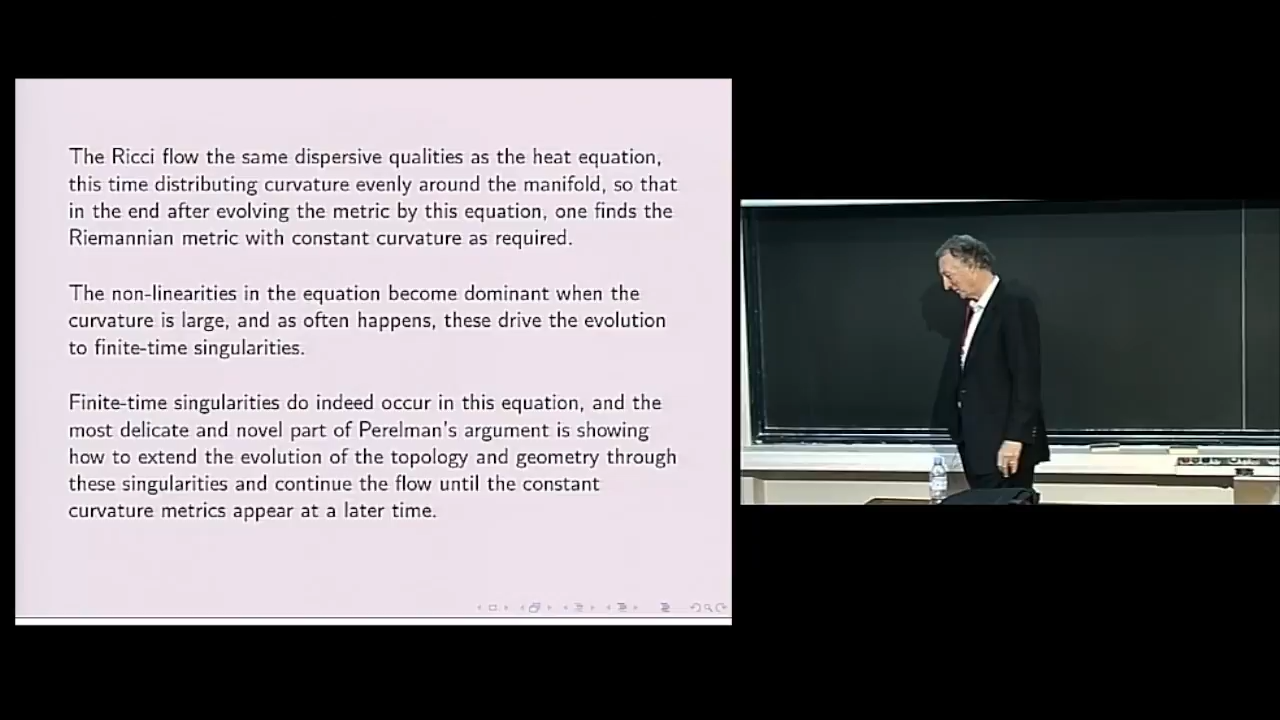 The Ricci flow the same dispersive qualities as the heat equation,
this time distributing curvature evenly around the manifold, so that
in the end after evolving the metric by this equation, one finds the
Riemannian metric with constant curvature as required.
The non-linearities in the equation become dominant when the
curvature is large, and as often happens, these drive the evolution
to finite-time singularities.
Finite-time singularities do indeed occur in this equation, and the
most delicate and novel part of Perelman's argument is showing
how to extend the evolution of the topology and geometry through
these singularities and continue the flow until the constant
curvature metrics appear at a later time.